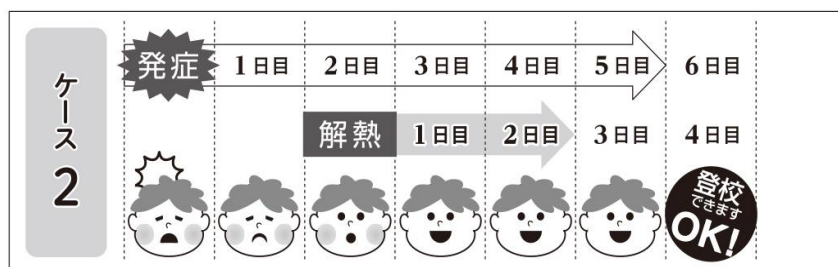 ケース2
発症 1日目 2日目 3日目 4日目 5日目 6日目
解熱 1日目 2日目 3日目 4日目
登校
できます
OK!